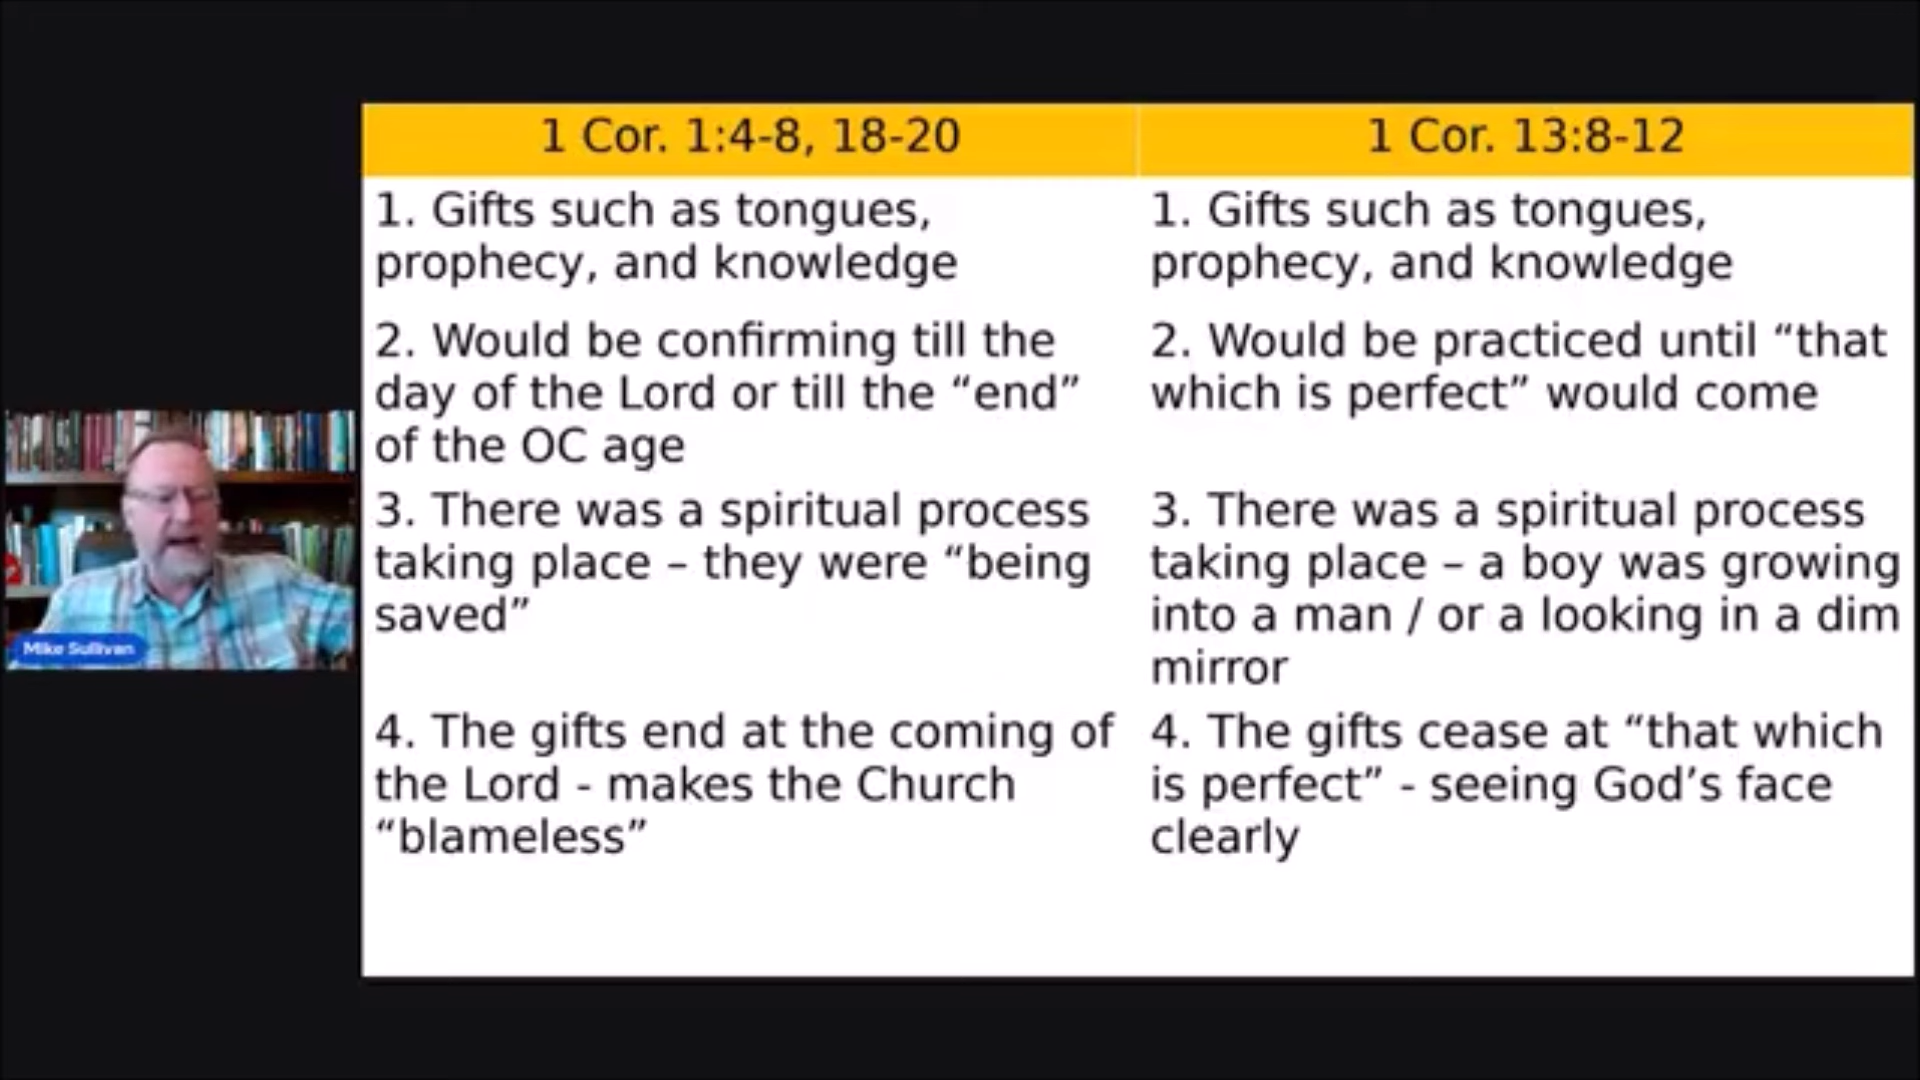 1 Cor. 1:4-8, 18-20
1. Gifts such as tongues,
prophecy, and knowledge
2. Would be confirming till the
day of the Lord or till the “end”
of the OC age
3. There was a spiritual process
taking place – they were “being
saved”
4. The gifts end at the coming of
the Lord - makes the Church
“blameless”
1 Cor. 13:8-12
1. Gifts such as tongues,
prophecy, and knowledge
2. Would be practiced until “that
which is perfect” would come
3. There was a spiritual process
taking place – a boy was growing
into a man / or a looking in a dim
mirror
4. The gifts cease at “that which
is perfect” - seeing God’s face
clearly
Mike Sullivan